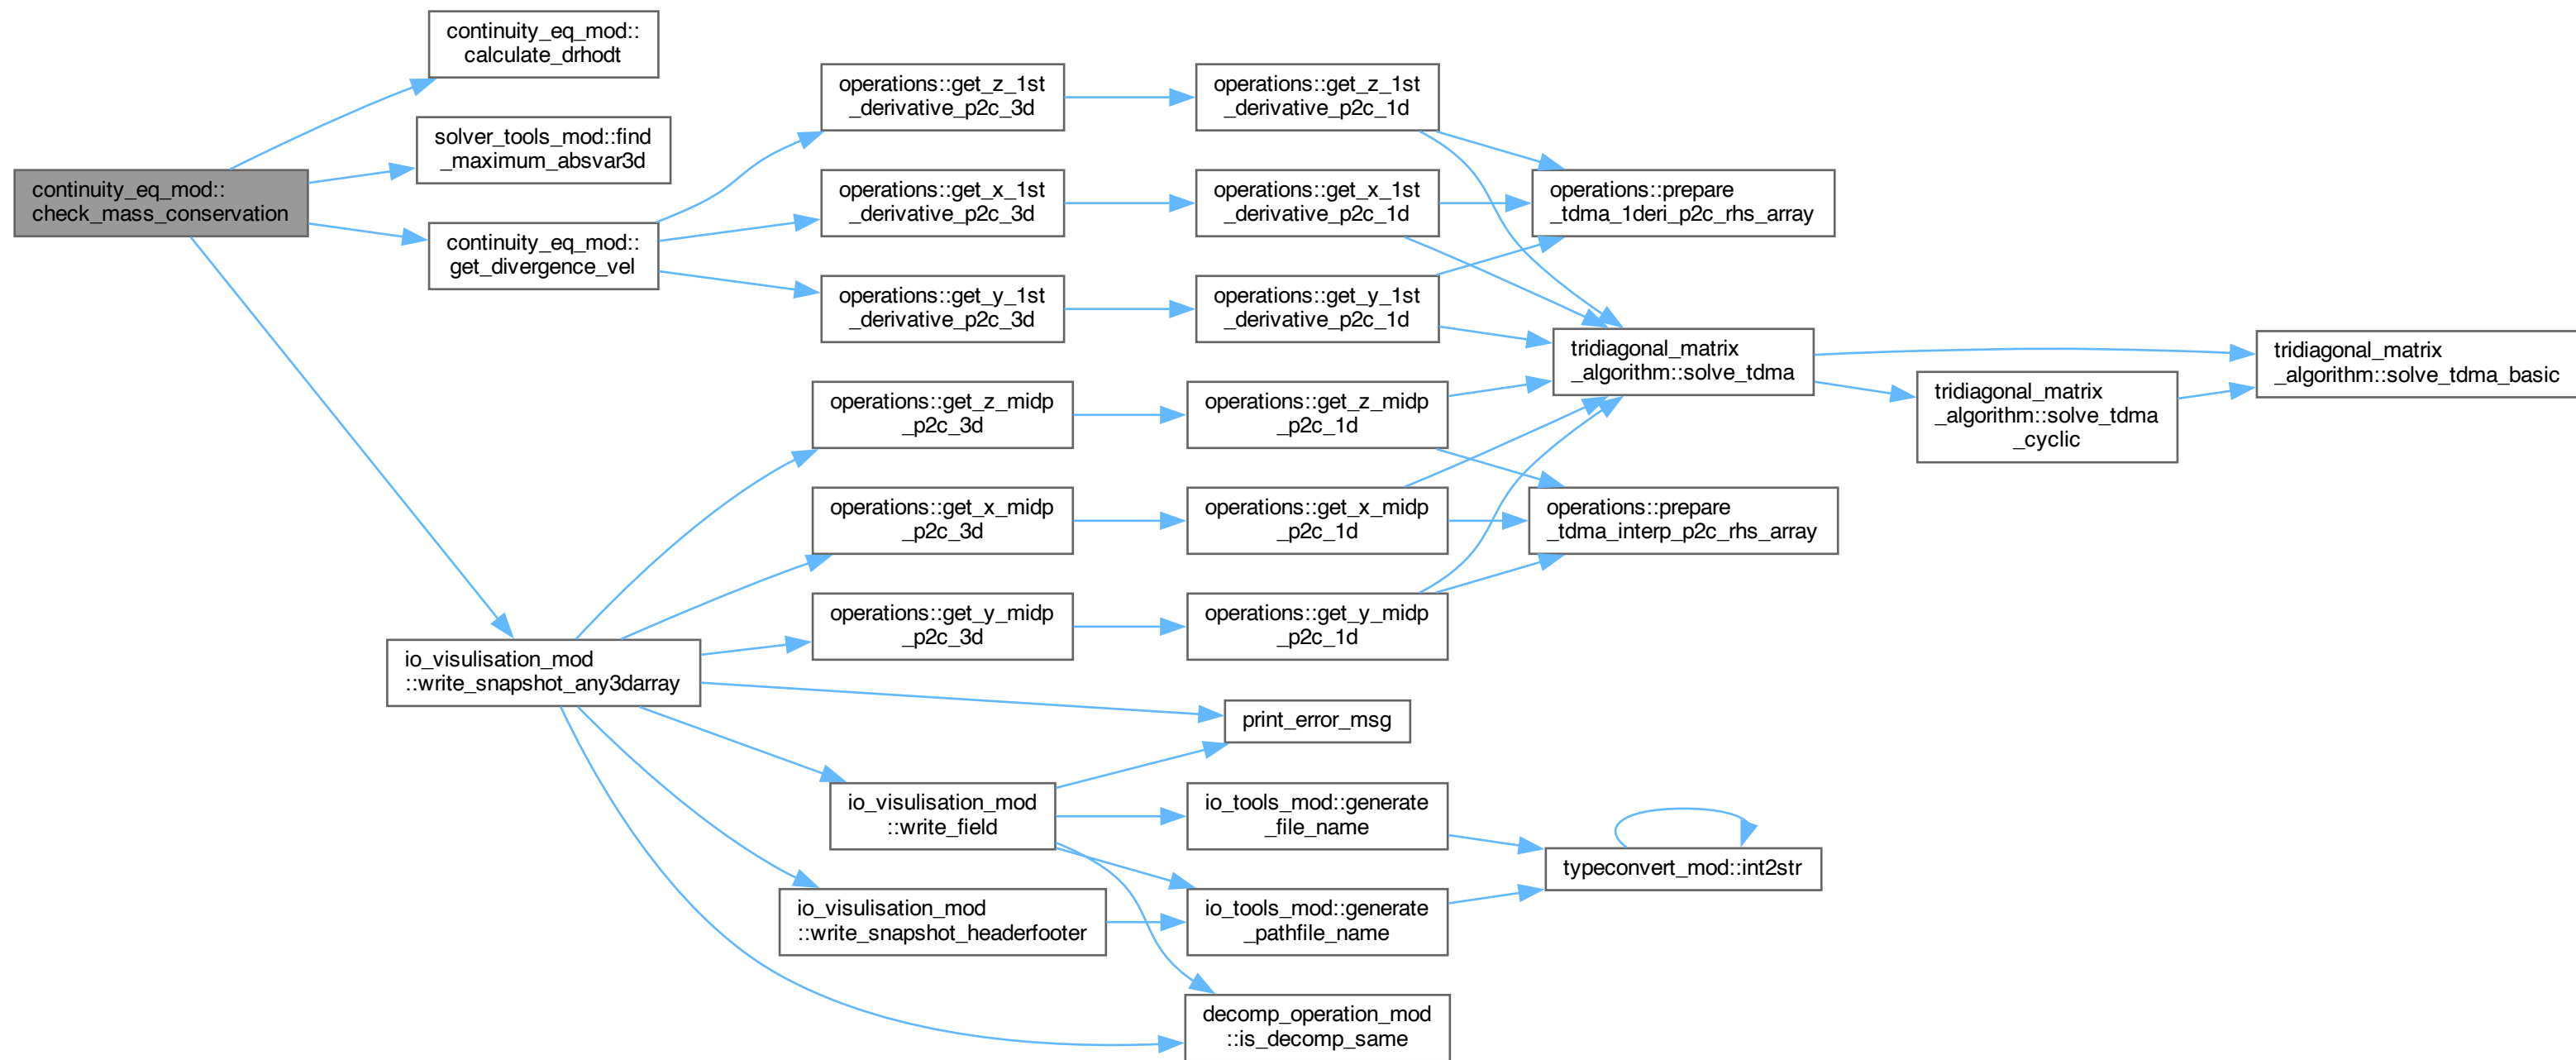 continuity_eq_mod::
check_mass_conservation
continuity_eq_mod::
calculate_drhodt
solver_tools_mod::find
_maximum_absvar3d
continuity_eq_mod::
get_divergence_vel
io_visulisation_mod
::write_snapshot_any3darray
operations::get_z_1st
_derivative_p2c_3d
operations::get_x_1st
_derivative_p2c_3d
operations::get_y_1st
_derivative_p2c_3d
operations::get_z_midp
_p2c_3d
operations::get_x_midp
_p2c_3d
operations::get_y_midp
_p2c_3d
io_visulisation_mod
::write_field
io_visulisation_mod
::write_snapshot_headerfooter
operations::get_z_1st
_derivative_p2c_1d
operations::get_x_1st
_derivative_p2c_1d
operations::get_y_1st
_derivative_p2c_1d
operations::get_z_midp
_p2c_1d
operations::get_x_midp
_p2c_1d
operations::get_y_midp
_p2c_1d
print_error_msg
io_tools_mod::generate
_file_name
io_tools_mod::generate
_pathfile_name
decomp_operation_mod
::is_decomp_same
operations::prepare
_tdma_1deri_p2c_rhs_array
tridiagonal_matrix
_algorithm::solve_tdma
operations::prepare
_tdma_interp_p2c_rhs_array
typeconvert_mod::int2str
tridiagonal_matrix
_algorithm::solve_tdma
_cyclic
tridiagonal_matrix
_algorithm::solve_tdma_basic